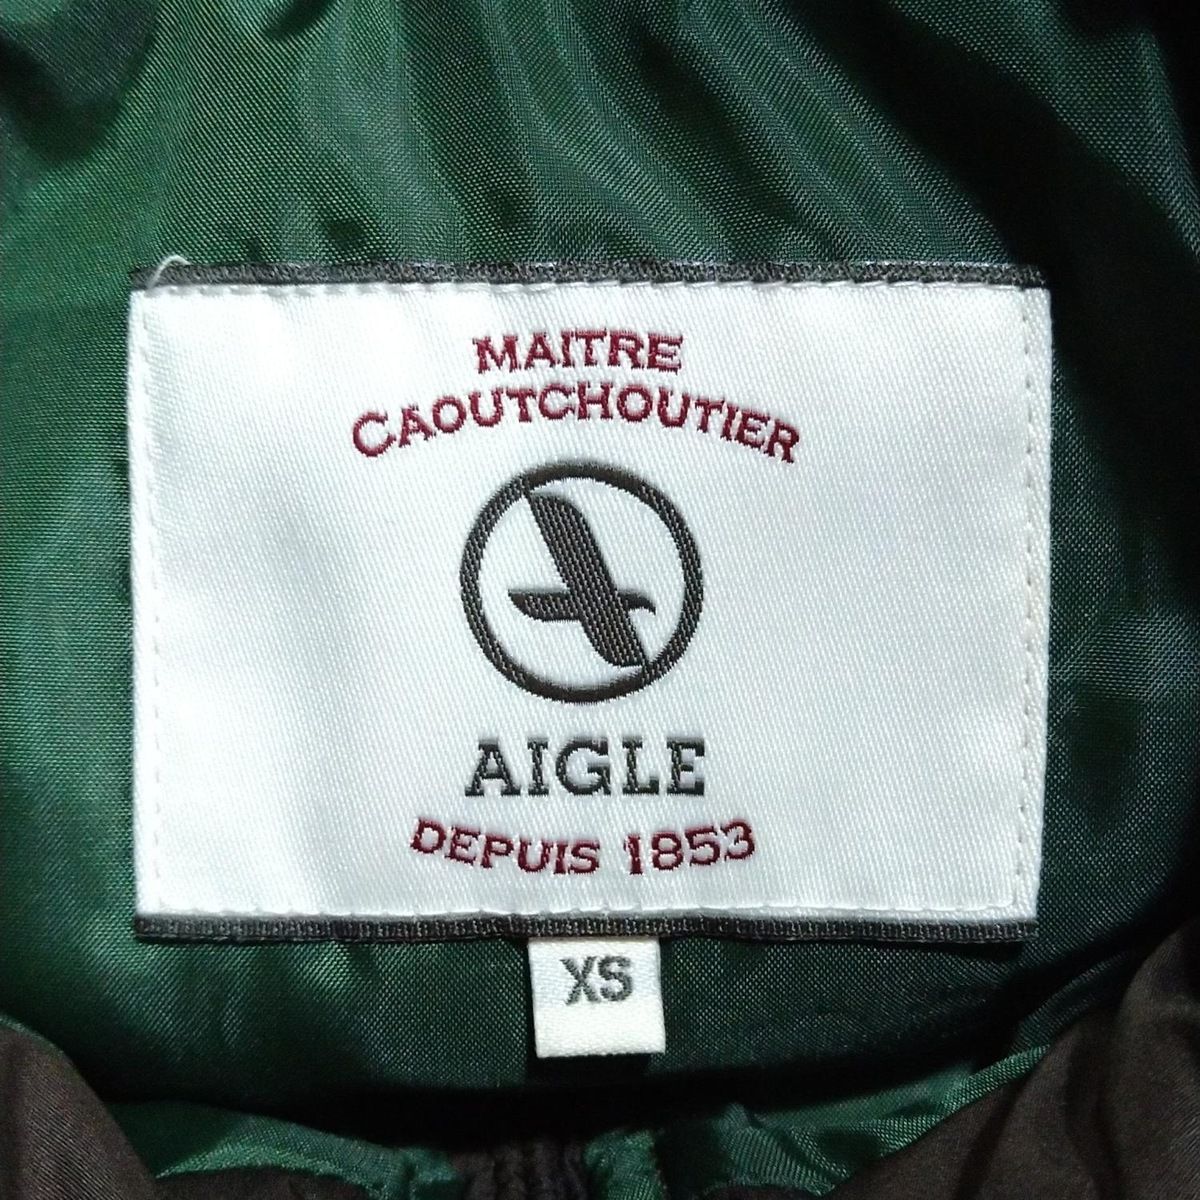 MAITRE
CAOUTCHOUTIER
AIGLE
DEPUIS 1853
XS